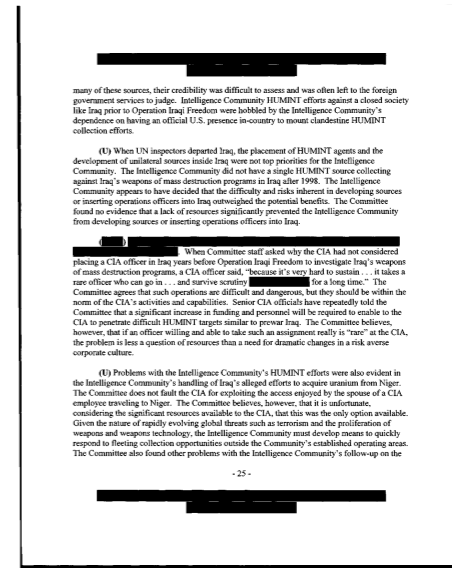 many of these sources, their credibility was difficult to assess and was often left to the foreign
government services to judge. Intelligence Community HUMINT efforts against a closed society
like Iraq prior to Operation Iraqi Freedom were hobbled by the Intelligence Community's
dependence on having an official U.S. presence in-country to mount clandestine HUMINT
collection efforts.
(U) When UN inspectors departed Iraq, the placement of HUMINT agents and the
development of unilateral sources inside Iraq were not top priorities for the Intelligence
Community. The Intelligence Community did not have a single HUMINT source collecting
against Iraq's weapons of mass destruction programs in Iraq after 1998. The Intelligence
Community appears to have decided that the difficulty and risks inherent in developing sources
or inserting operations officers into Iraq outweighed the potential benefits. The Committee
found no evidence that a lack of resources significantly prevented the Intelligence Community
from developing sources or inserting operations officers into Iraq.
( )
. When Committee staff asked why the CIA had not considered
placing a CIA officer in Iraq years before Operation Iraqi Freedom to investigate Iraq's weapons
of mass destruction programs, a CIA officer said, "because it's very hard to sustain . . . it takes a
rare officer who can go in . . . and survive scrutiny for a long time." The
Committee agrees that such operations are difficult and dangerous, but they should be within the
norm of the CIA's activities and capabilities. Senior CIA officials have repeatedly told the
Committee that a significant increase in funding and personnel will be required to enable to the
CIA to penetrate difficult HUMINT targets similar to prewar Iraq. The Committee believes,
however, that if an officer willing and able to take such an assignment really is "rare" at the CIA,
the problem is less a question of resources than a need for dramatic changes in a risk averse
corporate culture.
(U) Problems with the Intelligence Community's HUMINT efforts were also evident in
the Intelligence Community's handling of Iraq's alleged efforts to acquire uranium from Niger.
The Committee does not fault the CIA for exploiting the access enjoyed by the spouse of a CIA
employee traveling to Niger. The Committee believes, however, that it is unfortunate,
considering the significant resources available to the CIA, that this was the only option available.
Given the nature of rapidly evolving global threats such as terrorism and the proliferation of
weapons and weapons technology, the Intelligence Community must develop means to quickly
respond to fleeting collection opportunities outside the Community's established operating areas.
The Committee also found other problems with the Intelligence Community's follow-up on the
- 25 -